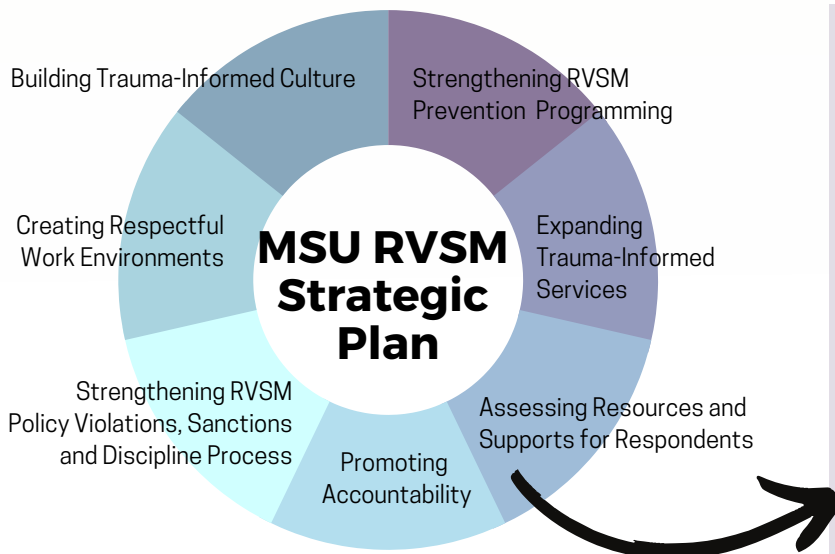 Building Trauma-Informed Culture
Strengthening RVSM
Prevention Programming
Creating Respectful
Work Environments
MSU RVSM
Strategic
Plan
Expanding
Trauma-Informed
Services
Strengthening RVSM
Policy Violations, Sanctions
and Discipline Process
Promoting
Accountability
Assessing Resources and
Supports for Respondents